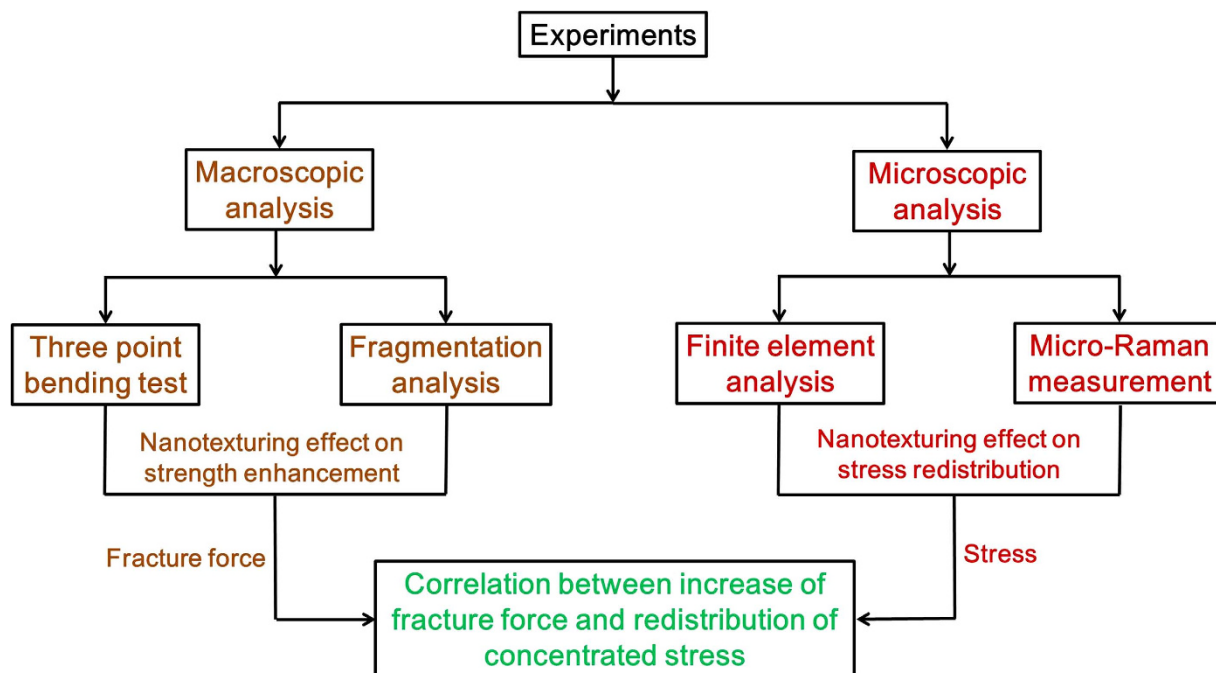 Experiments
Macroscopic
analysis
Microscopic
analysis
Three point
bending test
Fragmentation
analysis
Finite element
analysis
Micro-Raman
measurement
Nanotexturing effect on
strength enhancement
Nanotexturing effect on
stress redistribution
Fracture force
Stress
Correlation between increase of
fracture force and redistribution of
concentrated stress